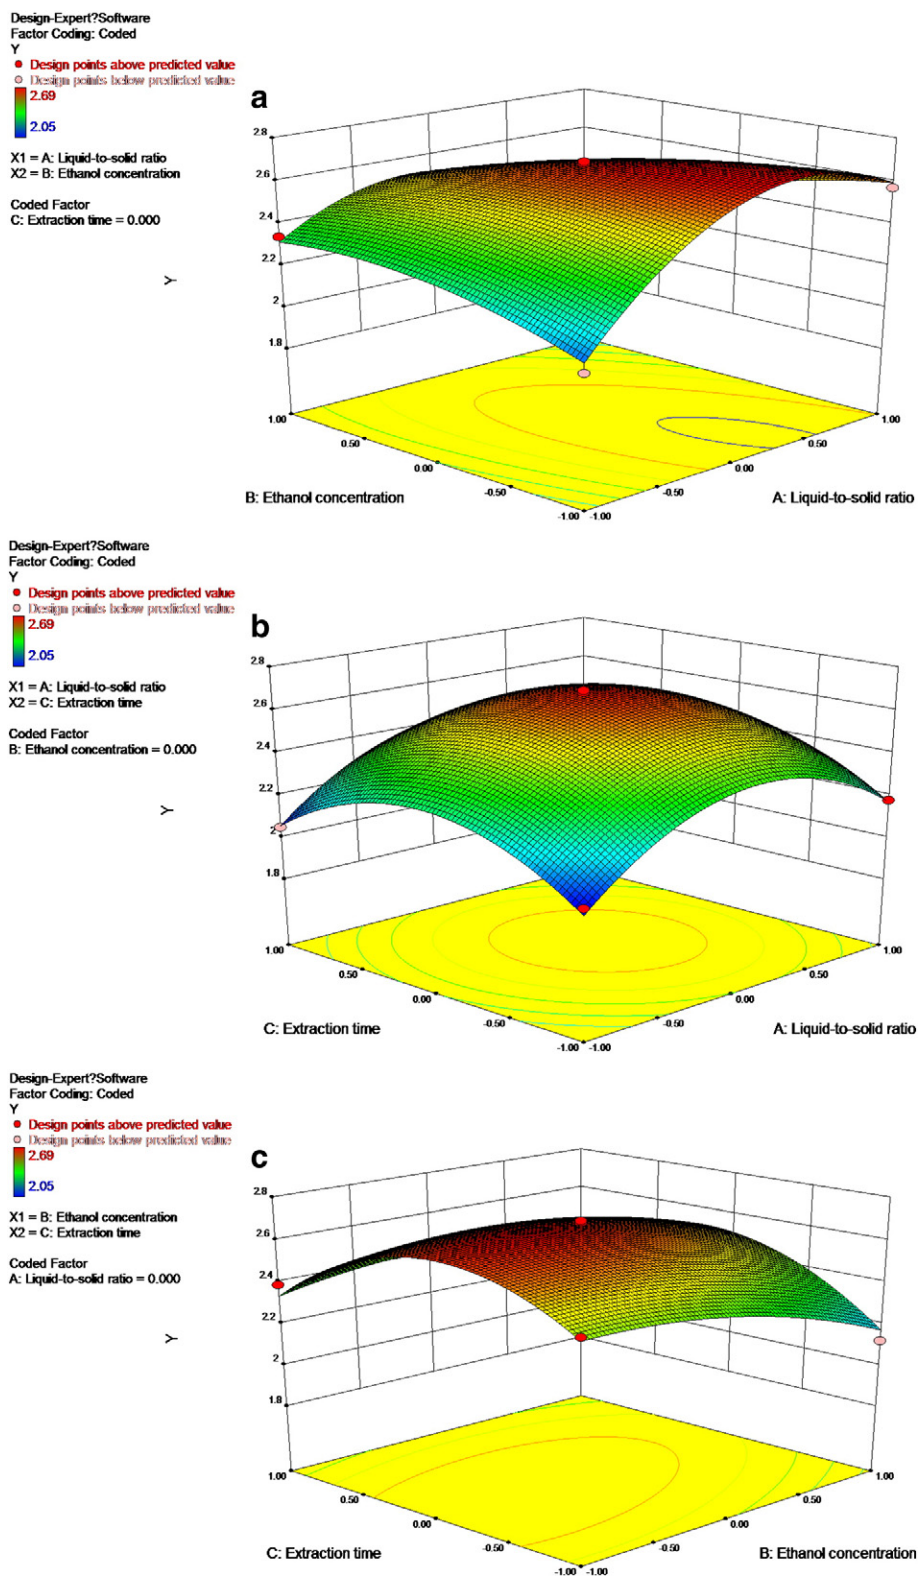 Design-Expert?Software
Factor Coding: Coded
Y
Design points above predicted value
Design points below predicted value
2.69
2.05
X1 = A: Liquid-to-solid ratio
X2 = B: Ethanol concentration
Coded Factor
C: Extraction time = 0.000
a
2.8
2.6
2.4
2.2
2
1.8
Y
1.00
0.50
0.00
-0.50
-1.00
B: Ethanol concentration
-1.00
-0.50
0.00
0.50
1.00
A: Liquid-to-solid ratio
Design-Expert?Software
Factor Coding: Coded
Y
Design points above predicted value
Design points below predicted value
2.69
2.05
X1 = A: Liquid-to-solid ratio
X2 = C: Extraction time
Coded Factor
B: Ethanol concentration = 0.000
b
2.8
2.6
2.4
2.2
2
1.8
Y
1.00
0.50
0.00
-0.50
-1.00
C: Extraction time
-1.00
-0.50
0.00
0.50
1.00
A: Liquid-to-solid ratio
Design-Expert?Software
Factor Coding: Coded
Y
Design points above predicted value
Design points below predicted value
2.69
2.05
X1 = B: Ethanol concentration
X2 = C: Extraction time
Coded Factor
A: Liquid-to-solid ratio = 0.000
c
2.8
2.6
2.4
2.2
2
1.8
Y
1.00
0.50
0.00
-0.50
-1.00
C: Extraction time
-1.00
-0.50
0.00
0.50
1.00
B: Ethanol concentration